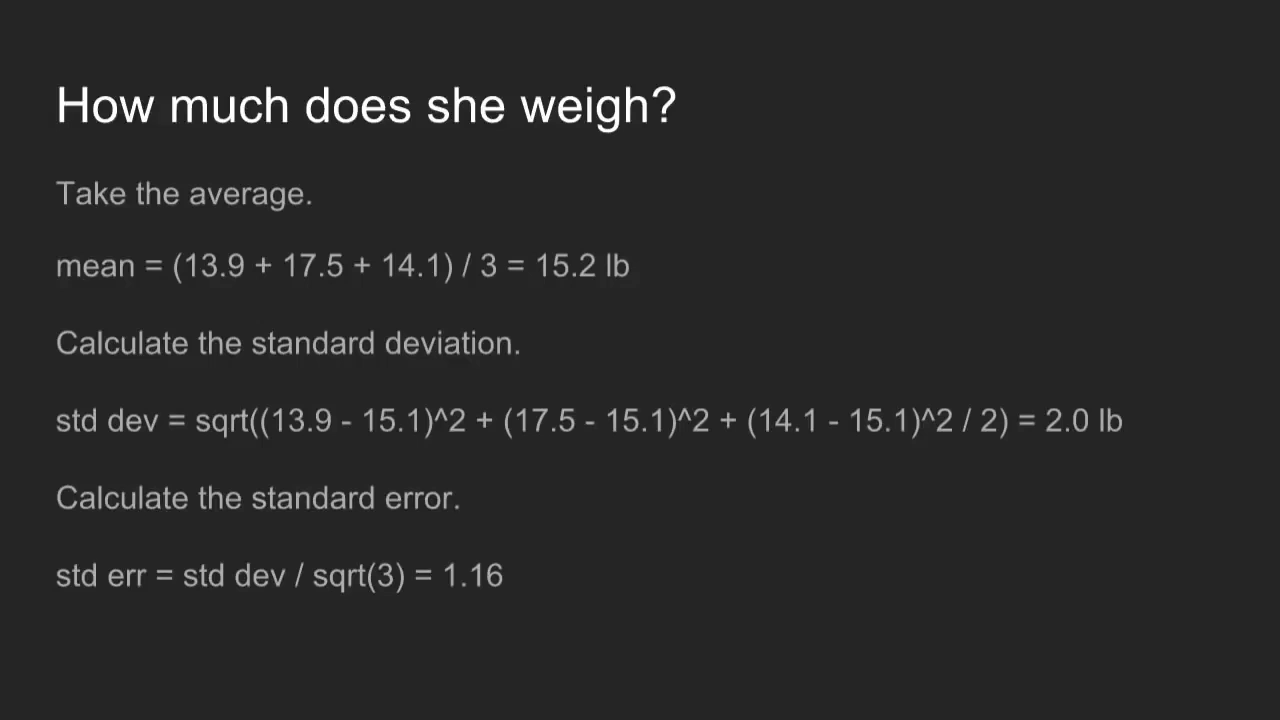 How much does she weigh?
Take the average.
mean = (13.9 + 17.5 + 14.1) / 3 = 15.2 lb
Calculate the standard deviation.
std dev = sqrt((13.9 - 15.1)^2 + (17.5 - 15.1)^2 + (14.1 - 15.1)^2 / 2) = 2.0 lb
Calculate the standard error.
std err = std dev / sqrt(3) = 1.16